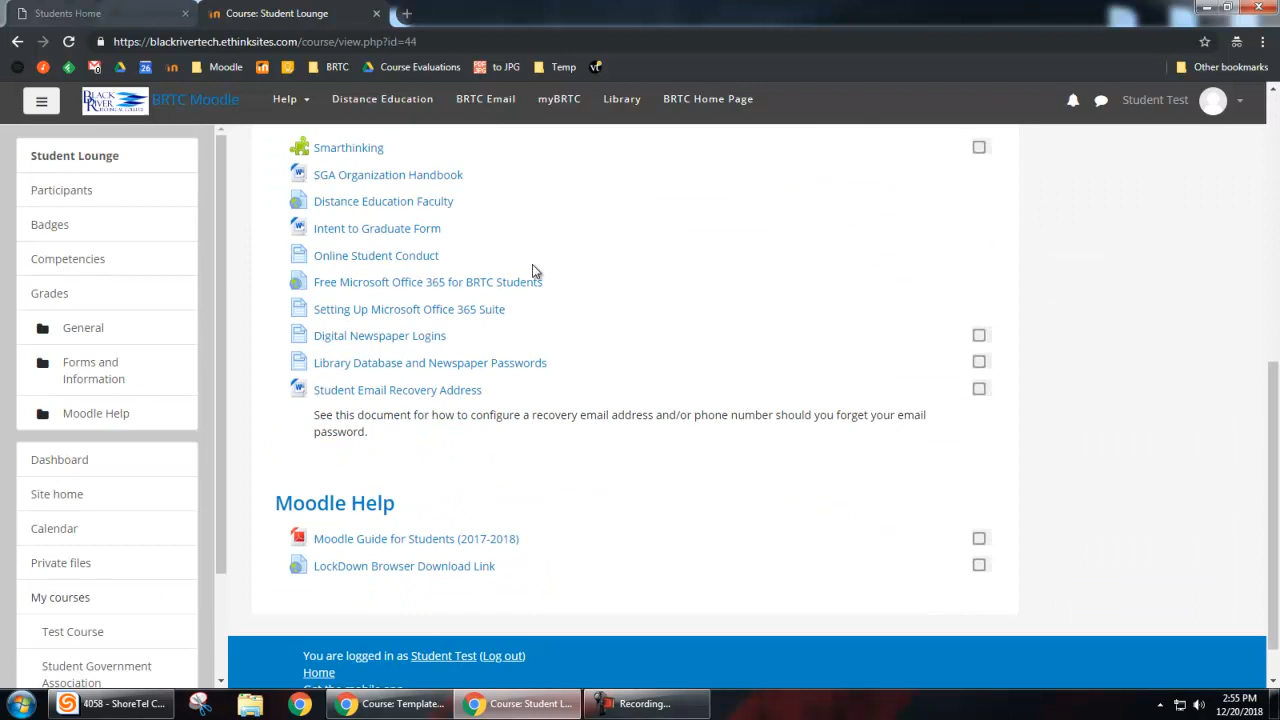 Students Home
Course: Student Lounge
https://blackrivertech.ethinksites.com/course/view.php?id=44
Moodle
BRTC
Course Evaluations
to JPG
Temp
Other bookmarks
BLACK RIVER
BRTC Moodle
Help
Distance Education
BRTC Email
myBRTC
Library
BRTC Home Page
Student Test
Student Lounge
Participants
Badges
Competencies
Grades
General
Forms and
Information
Moodle Help
Dashboard
Site home
Calendar
Private files
My courses
Test Course
Student Government
Association
Smarthinking
SGA Organization Handbook
Distance Education Faculty
Intent to Graduate Form
Online Student Conduct
Free Microsoft Office 365 for BRTC Students
Setting Up Microsoft Office 365 Suite
Digital Newspaper Logins
Library Database and Newspaper Passwords
Student Email Recovery Address
See this document for how to configure a recovery email address and/or phone number should you forget your email
password.
Moodle Help
Moodle Guide for Students (2017-2018)
LockDown Browser Download Link
You are logged in as Student Test (Log out)
Home
Get the mobile app
4058 - ShoreTel C...
Course: Template...
Course: Student L...
Recording...
2:55 PM
12/20/2018